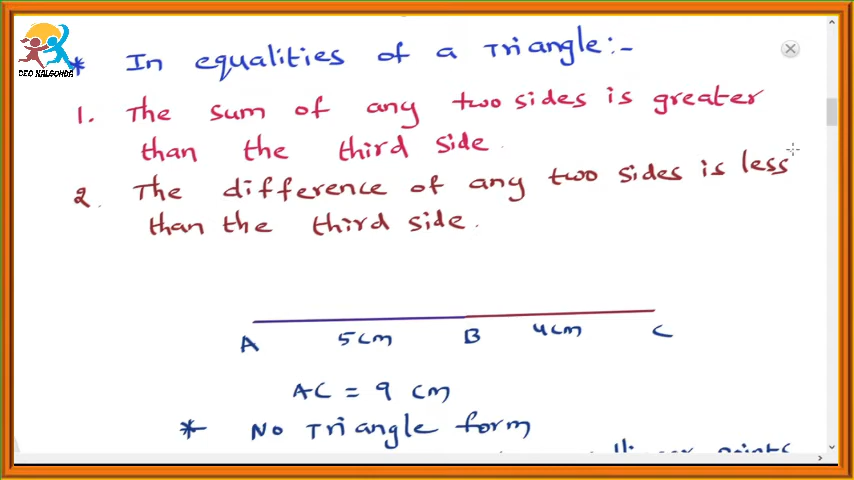 DEO NALGONDA
* In equalities of a Triangle:-
1. The sum of any two sides is greater
than the third side.
2. The difference of any two sides is less
than the third side.
A 5cm B 4cm C
AC = 9 cm
* No Triangle form
points